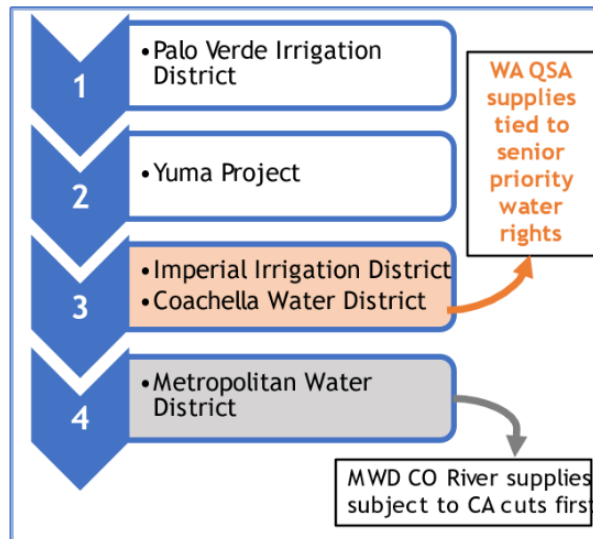 1
• Palo Verde Irrigation
District
2
• Yuma Project
3
• Imperial Irrigation District
• Coachella Water District
4
• Metropolitan Water
District
WA QSA
supplies
tied to
senior
priority
water
rights
MWD CO River supplies
subject to CA cuts first